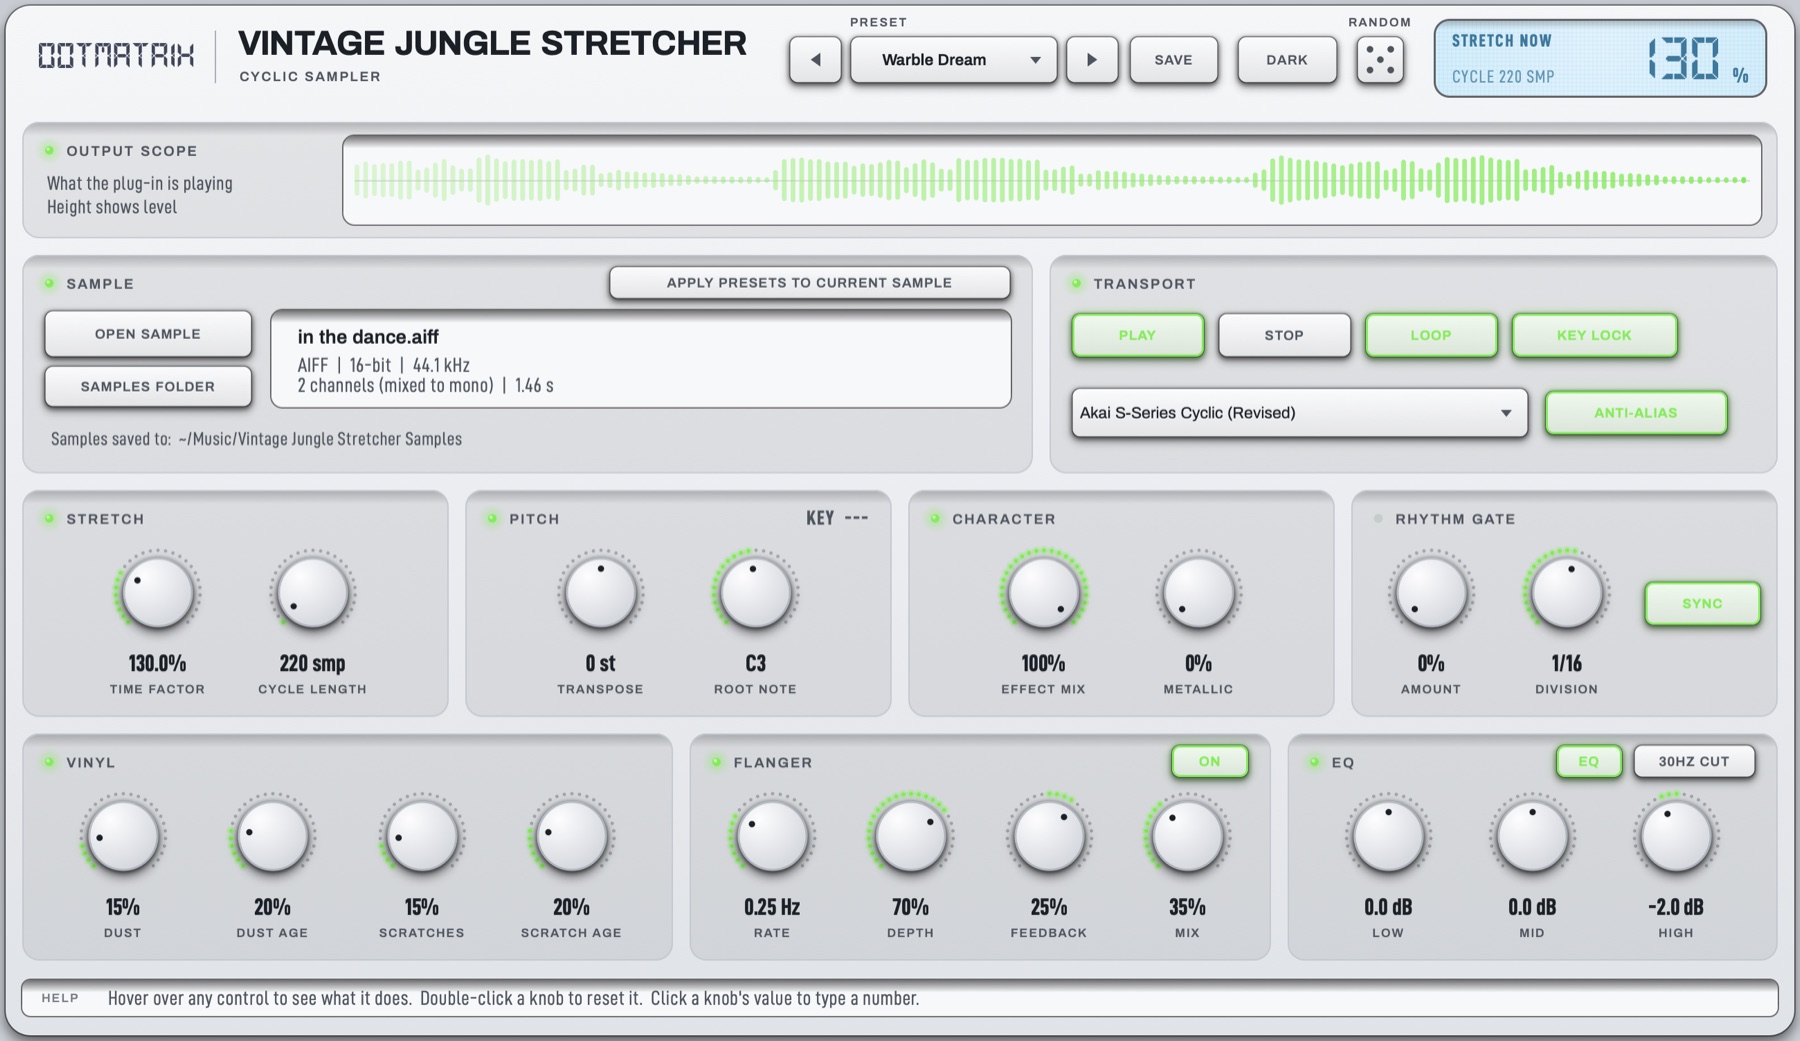 DOTMATRIX
VINTAGE JUNGLE STRETCHER
CYCLIC SAMPLER
PRESET
Warble Dream
SAVE
DARK
RANDOM
STRETCH NOW
CYCLE 220 SMP
130 %
OUTPUT SCOPE
What the plug-in is playing
Height shows level
SAMPLE
APPLY PRESETS TO CURRENT SAMPLE
OPEN SAMPLE
SAMPLES FOLDER
in the dance.aiff
AIFF | 16-bit | 44.1 kHz
2 channels (mixed to mono) | 1.46 s
Samples saved to: ~/Music/Vintage Jungle Stretcher Samples
TRANSPORT
PLAY
STOP
LOOP
KEY LOCK
Akai S-Series Cyclic (Revised)
ANTI-ALIAS
STRETCH
130.0%
TIME FACTOR
220 smp
CYCLE LENGTH
PITCH
KEY ---
0 st
TRANSPOSE
C3
ROOT NOTE
CHARACTER
100%
EFFECT MIX
0%
METALLIC
RHYTHM GATE
0%
AMOUNT
1/16
DIVISION
SYNC
VINYL
15%
DUST
20%
DUST AGE
15%
SCRATCHES
20%
SCRATCH AGE
FLANGER
ON
0.25 Hz
RATE
70%
DEPTH
25%
FEEDBACK
35%
MIX
EQ
EQ
30HZ CUT
0.0 dB
LOW
0.0 dB
MID
-2.0 dB
HIGH
HELP
Hover over any control to see what it does. Double-click a knob to reset it. Click a knob's value to type a number.